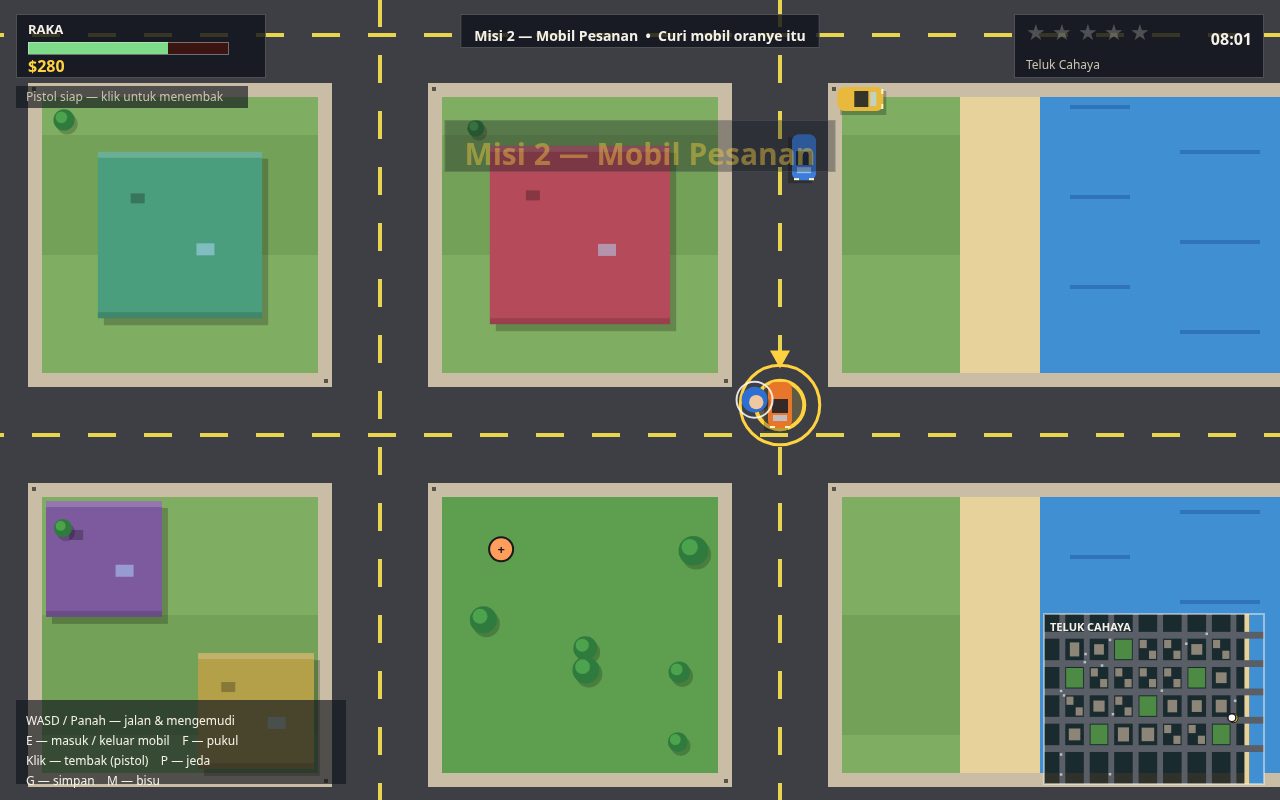 RAKA
$280
Pistol siap — klik untuk menembak
Misi 2 — Mobil Pesanan • Curi mobil oranye itu
★ ★ ★ ★ ★
08:01
Teluk Cahaya
Misi 2 — Mobil Pesanan
+
WASD / Panah — jalan & mengemudi
E — masuk / keluar mobil F — pukul
Klik — tembak (pistol) P — jeda
G — simpan M — bisu
TELUK CAHAYA